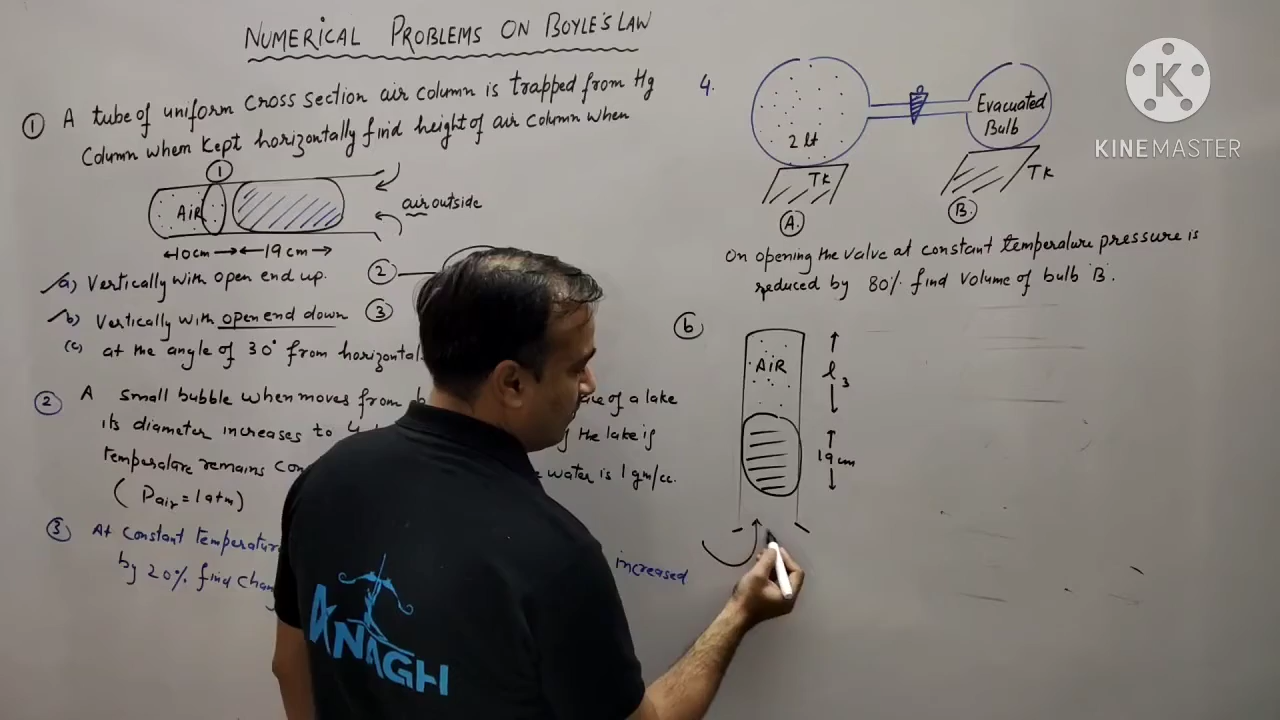 NUMERICAL PROBLEMS ON BOYLE'S LAW
① A tube of uniform cross section air column is trapped from Hg
Column when kept horizontally find height of air column when
①
AIR
air outside
10cm 19cm
a) Vertically with open end up. ②
b) Vertically with open end down ③
(c) at the angle of 30° from horizontal
② A small bubble when moves from of a lake
its diameter increases to the lake if
temperature remains water is 1 gm/cc.
( Pair = 1 atm)
③ At constant temperature increased
by 20% find
4.
2 lt
Evacuated
Bulb
TK
TK
A.
B.
On opening the valve at constant temperature pressure is
reduced by 80% find volume of bulb 'B'.
ⓑ
AIR
l3
19cm
ANAGH
K
KINEMASTER